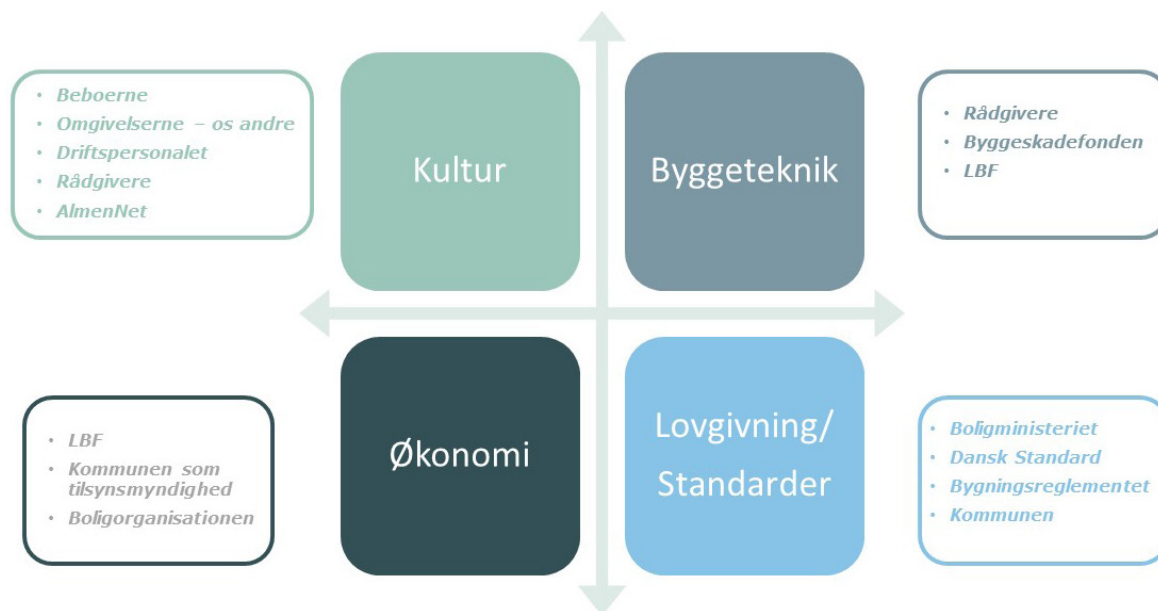 Beboerne
Omgivelserne – os andre
Driftspersonalet
Rådgivere
AlmenNet
Kultur
Byggeteknik
Rådgivere
Byggeskadefonden
LBF
LBF
Kommunen som
tilsynsmyndighed
Boligorganisationen
Økonomi
Lovgivning/
Standarder
Boligministeriet
Dansk Standard
Bygningsreglementet
Kommunen